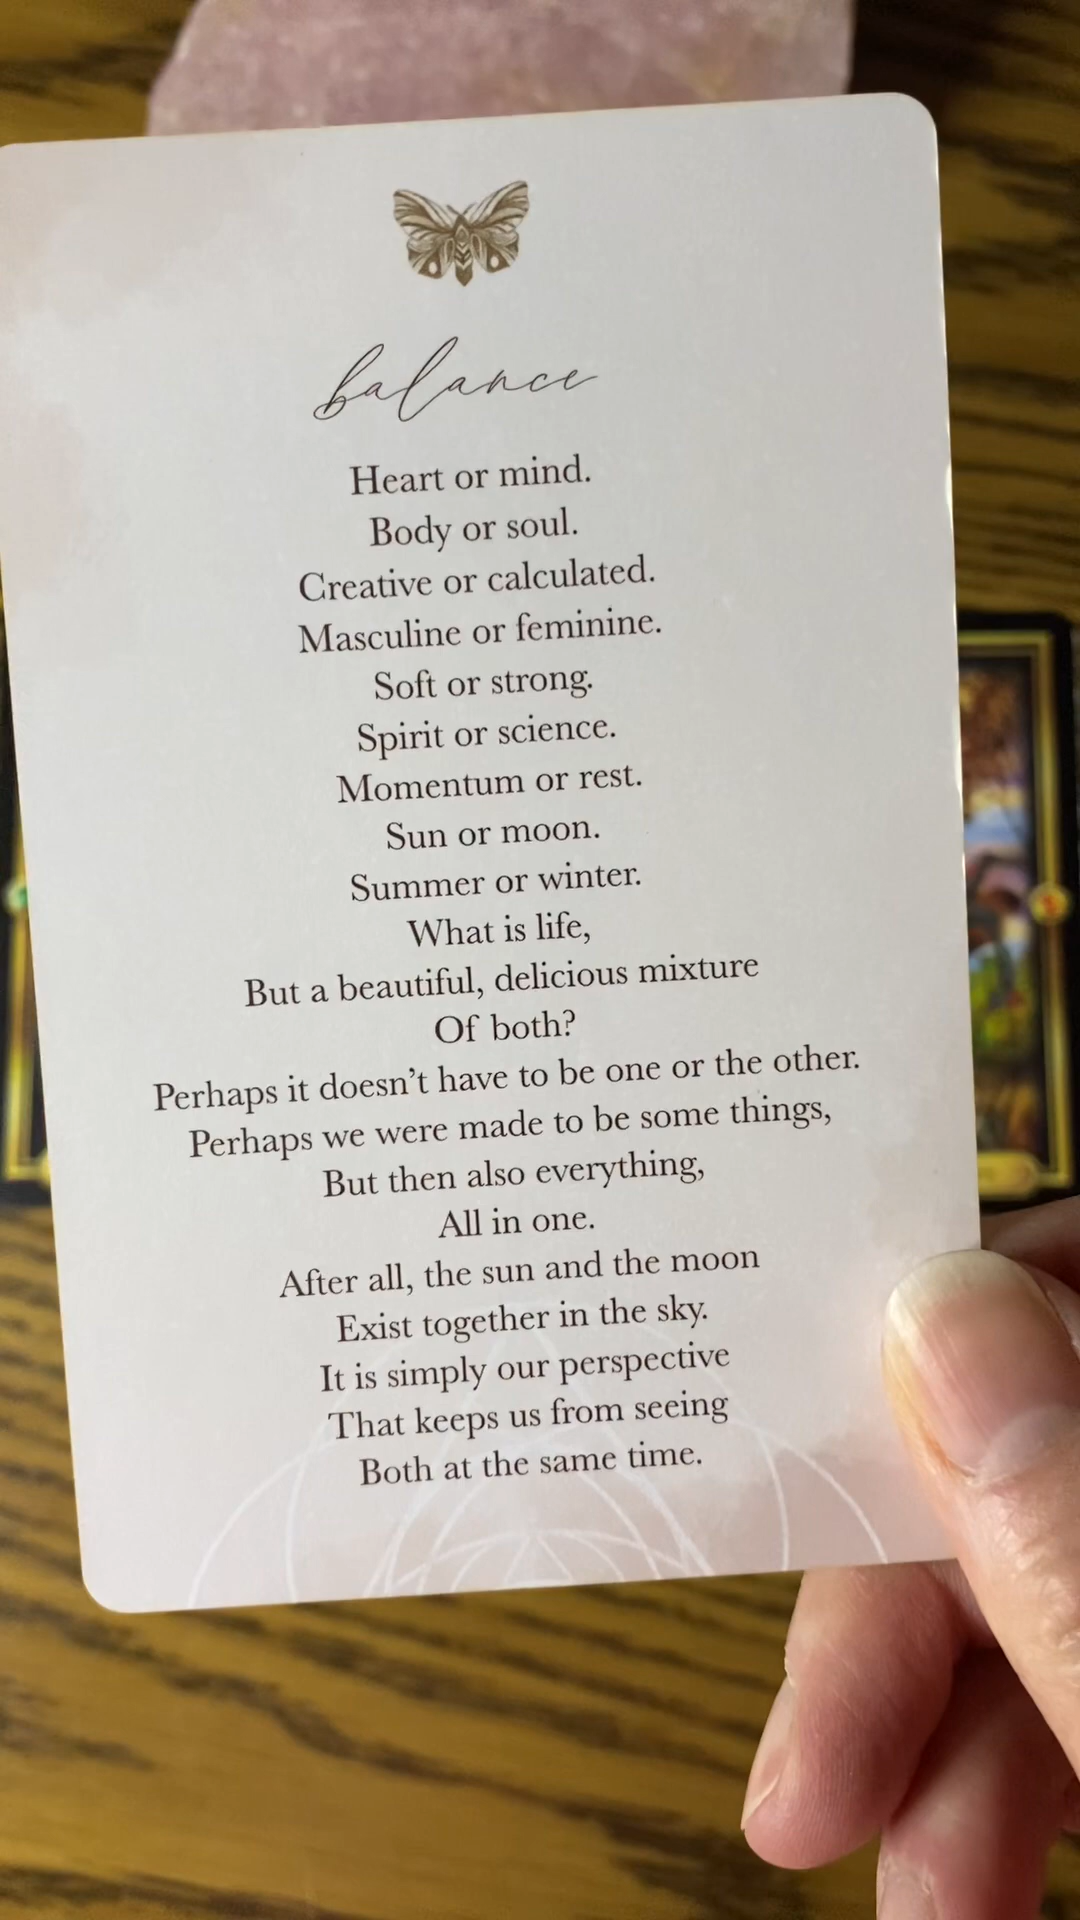 balance
Heart or mind.
Body or soul.
Creative or calculated.
Masculine or feminine.
Soft or strong.
Spirit or science.
Momentum or rest.
Sun or moon.
Summer or winter.
What is life,
But a beautiful, delicious mixture
Of both?
Perhaps it doesn't have to be one or the other.
Perhaps we were made to be some things,
But then also everything,
All in one.
After all, the sun and the moon
Exist together in the sky.
It is simply our perspective
That keeps us from seeing
Both at the same time.